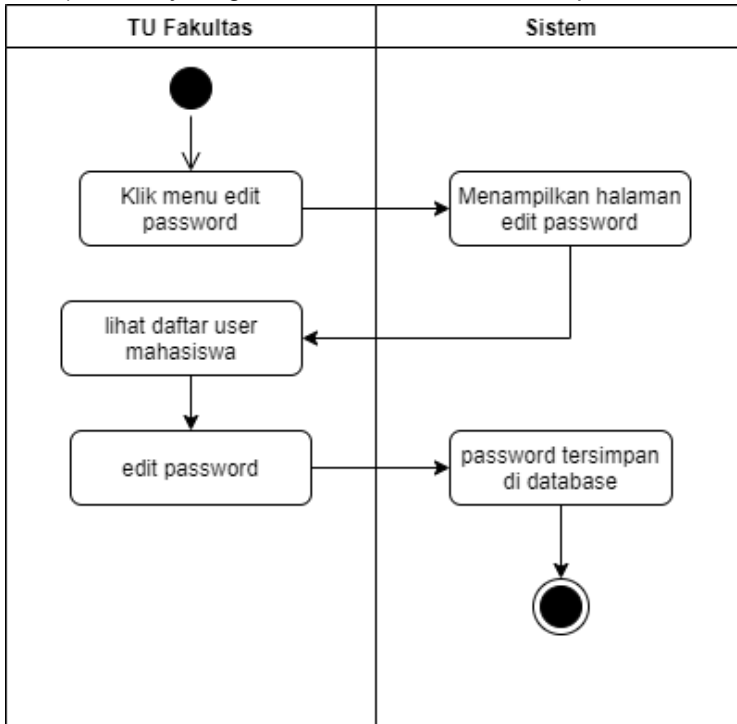 TU Fakultas
Sistem
Klik menu edit
password
Menampilkan halaman
edit password
lihat daftar user
mahasiswa
edit password
password tersimpan
di database